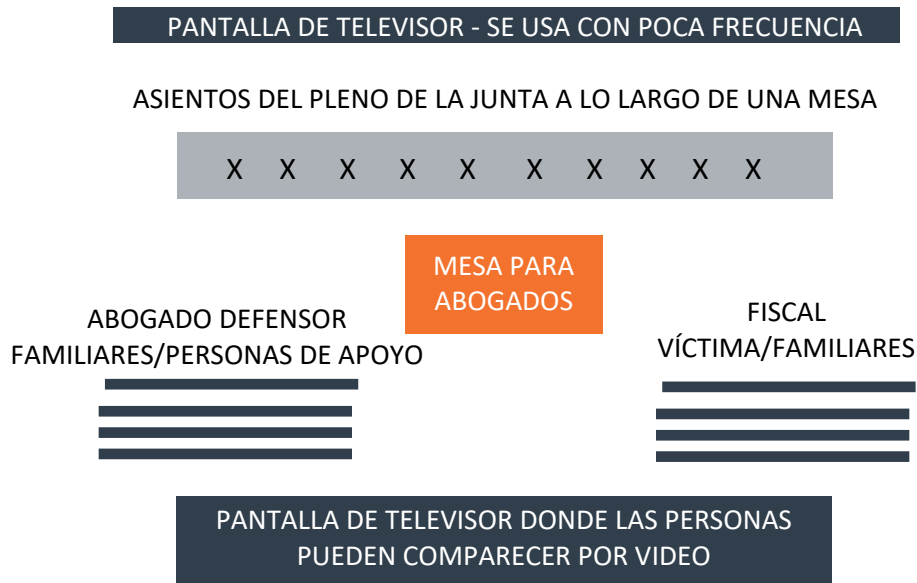 PANTALLA DE TELEVISOR - SE USA CON POCA FRECUENCIA
ASIENTOS DEL PLENO DE LA JUNTA A LO LARGO DE UNA MESA
X X X X X X X X X X
MESA PARA
ABOGADOS
ABOGADO DEFENSOR
FAMILIARES/PERSONAS DE APOYO
FISCAL
VÍCTIMA/FAMILIARES
PANTALLA DE TELEVISOR DONDE LAS PERSONAS
PUEDEN COMPARECER POR VIDEO